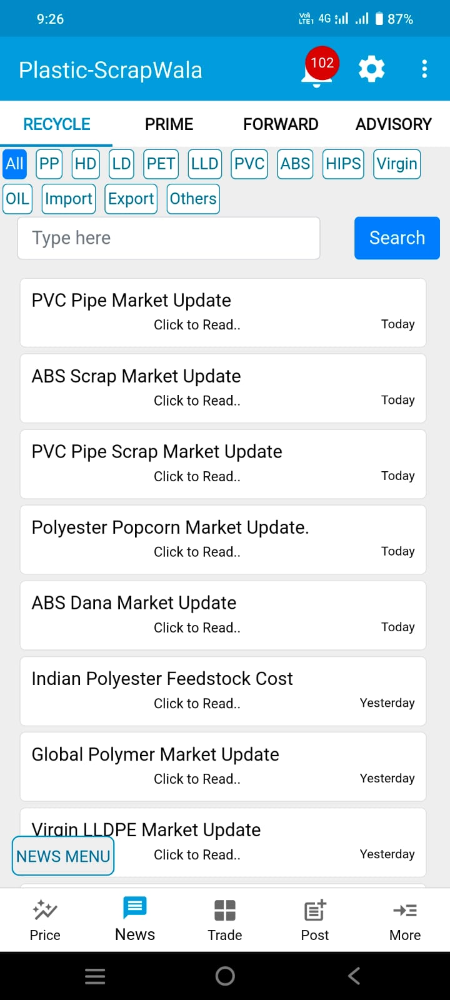 9:26 VoI) LTE1 4G 87%
Plastic-ScrapWala 102
RECYCLE PRIME FORWARD ADVISORY
All PP HD LD PET LLD PVC ABS HIPS Virgin
OIL Import Export Others
Type here Search
PVC Pipe Market Update
Click to Read.. Today
ABS Scrap Market Update
Click to Read.. Today
PVC Pipe Scrap Market Update
Click to Read.. Today
Polyester Popcorn Market Update.
Click to Read.. Today
ABS Dana Market Update
Click to Read.. Today
Indian Polyester Feedstock Cost
Click to Read.. Yesterday
Global Polymer Market Update
Click to Read.. Yesterday
Virgin LLDPE Market Update
NEWS MENU Click to Read.. Yesterday
Price News Trade Post More